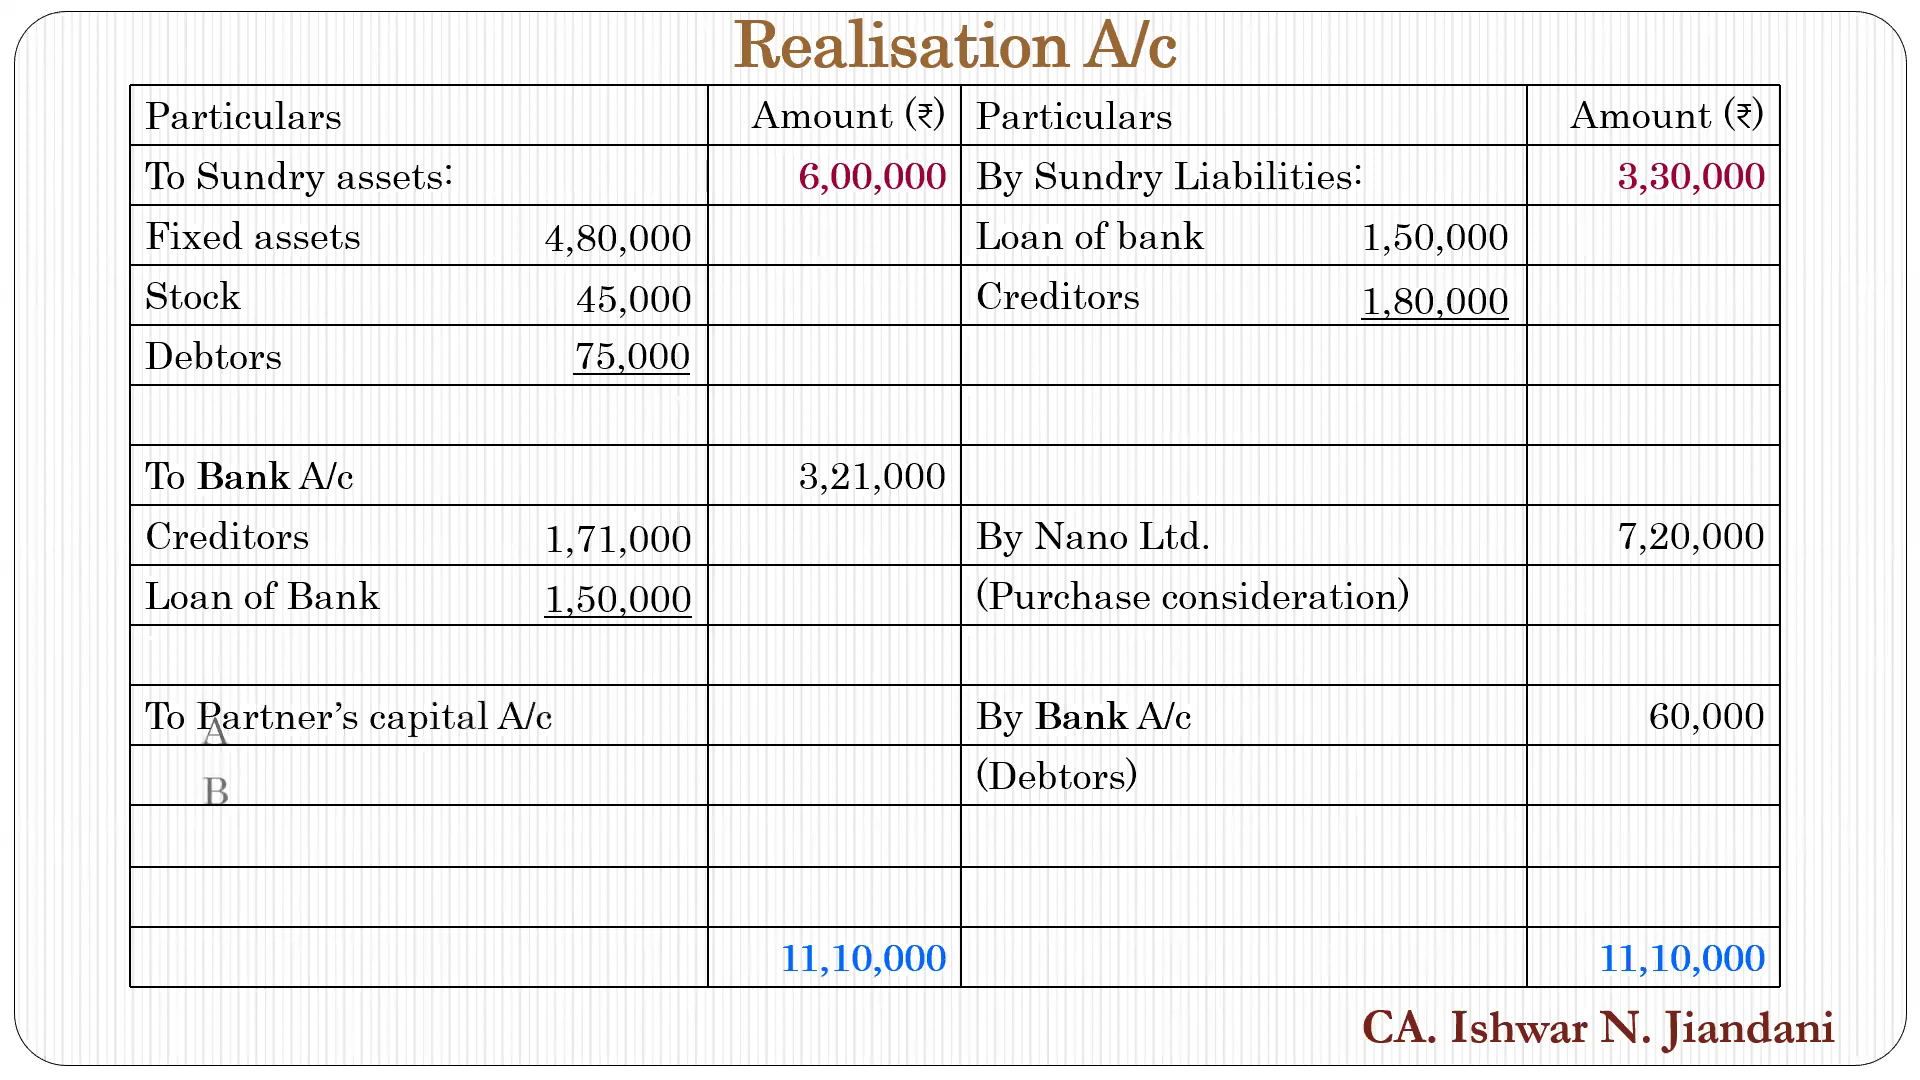 Realisation A/c
Particulars Amount (₹) Particulars Amount (₹)
To Sundry assets: 6,00,000 By Sundry Liabilities: 3,30,000
Fixed assets 4,80,000 Loan of bank 1,50,000
Stock 45,000 Creditors 1,80,000
Debtors 75,000
To Bank A/c 3,21,000
Creditors 1,71,000 By Nano Ltd. 7,20,000
Loan of Bank 1,50,000 (Purchase consideration)
To Partner’s capital A/c By Bank A/c 60,000
A
B (Debtors)
11,10,000 11,10,000
CA. Ishwar N. Jiandani